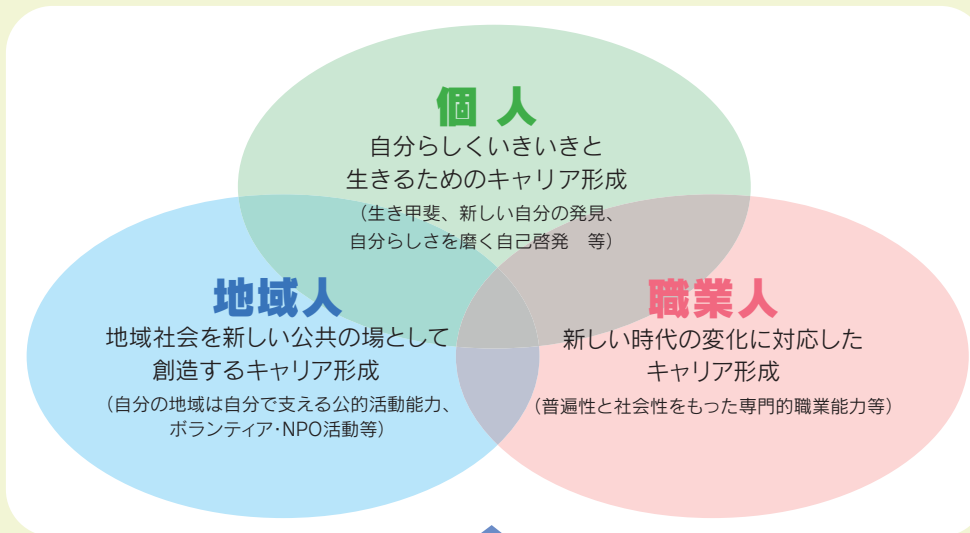 個 人
自分らしくいきいきと
生きるためのキャリア形成
(生き甲斐、新しい自分の発見、
自分らしさを磨く自己啓発　等)
地域人
地域社会を新しい公共の場として
創造するキャリア形成
(自分の地域は自分で支える公的活動能力、
ボランティア・NPO活動等)
職業人
新しい時代の変化に対応した
キャリア形成
(普遍性と社会性をもった専門的職業能力等)